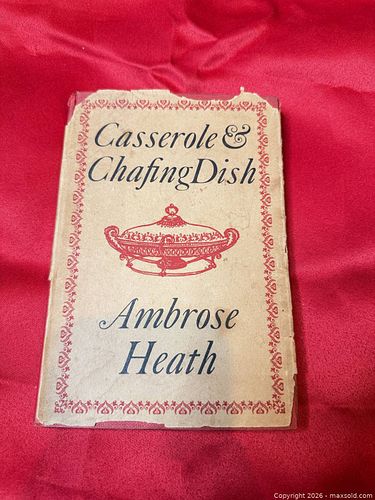 Casserole &
Chafing Dish
Ambrose
Heath
Copyright 2026 - maxsold.com